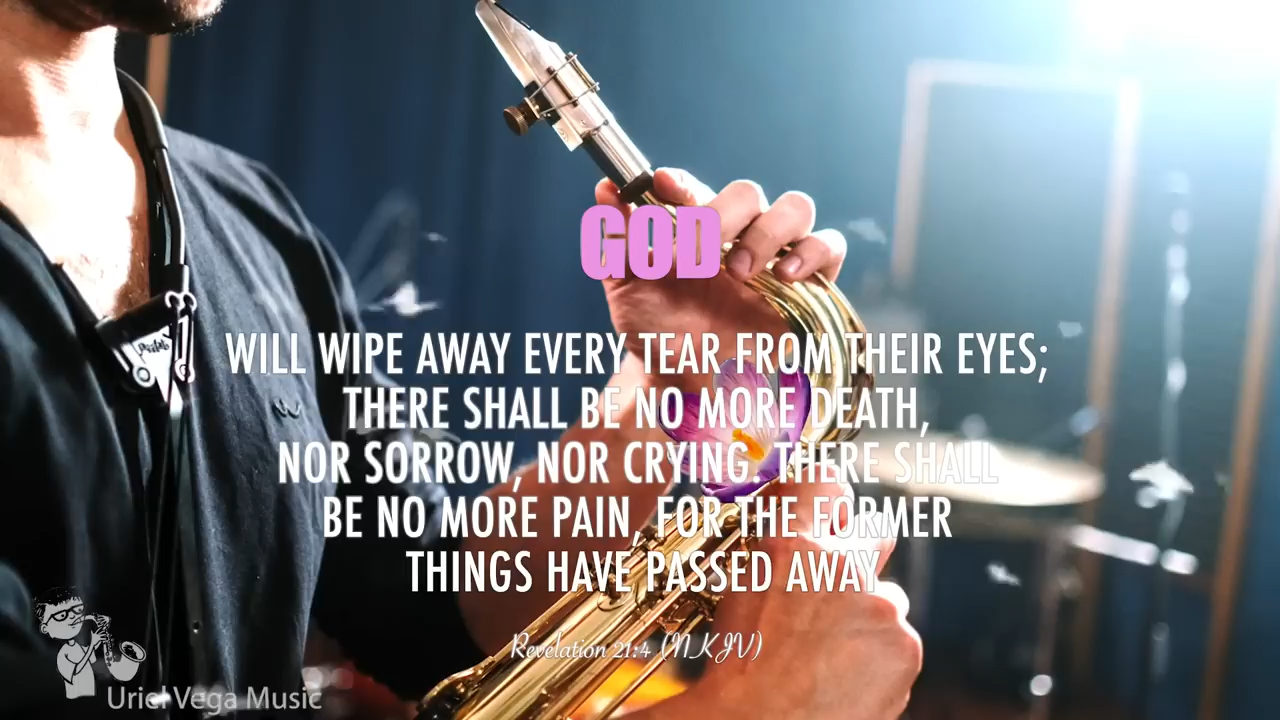 GOD
WILL WIPE AWAY EVERY TEAR FROM THEIR EYES;
THERE SHALL BE NO MORE DEATH,
NOR SORROW, NOR CRYING. THERE SHALL
BE NO MORE PAIN, FOR THE FORMER
THINGS HAVE PASSED AWAY
Revelation 21:4 (NKJV)
Uriel Vega Music